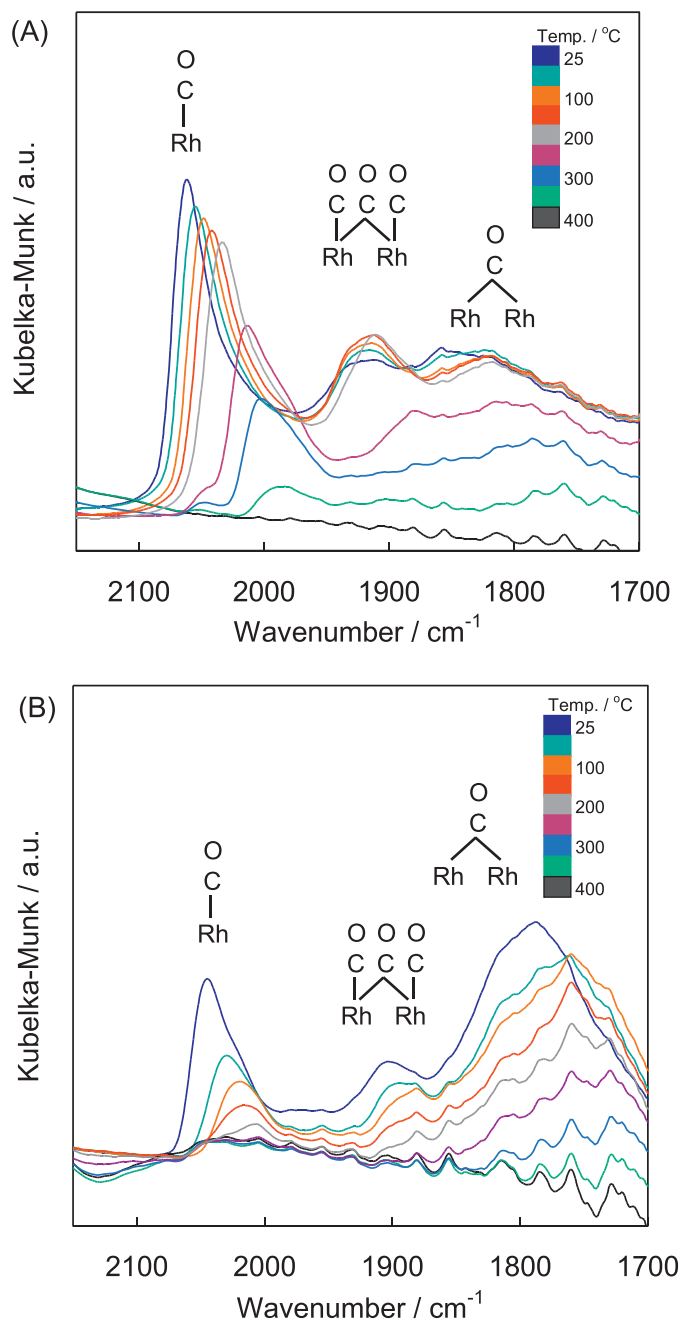 (A)
Temp. / °C
25
100
200
300
400
O
C
Rh
O O O
C C C
Rh Rh
O
C
Rh Rh
Kubelka-Munk / a.u.
2100 2000 1900 1800 1700
Wavenumber / cm-1
(B)
Temp. / °C
25
100
200
300
400
O
C
Rh Rh
O
C
Rh
O O O
C C C
Rh Rh
Kubelka-Munk / a.u.
2100 2000 1900 1800 1700
Wavenumber / cm-1